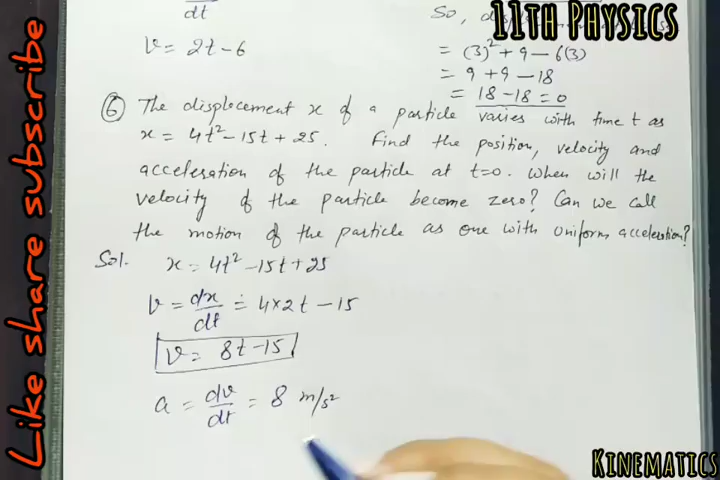 dt
v = 2t - 6
So,
11th Physics
= (3)² + 9 - 6(3)
= 9 + 9 - 18
= 18 - 18 = 0
⑥ The displacement x of a particle varies with time t as
x = 4t² - 15t + 25. Find the position, velocity and
acceleration of the particle at t=0. When will the
velocity of the particle become zero? Can we call
the motion of the particle as one with uniform acceleration?
Sol. x = 4t² - 15t + 25
v = dx/dt = 4×2t - 15
v = 8t - 15
a = dv/dt = 8 m/s²
Like share subscribe
Kinematics